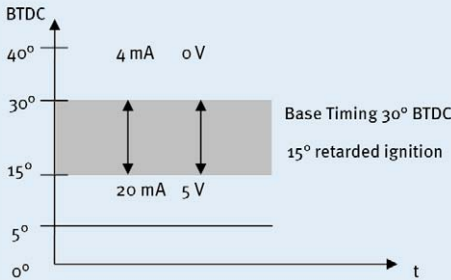 BTDC
40°
4 mA 0 V
30°
Base Timing 30° BTDC
15° retarded ignition
15°
20 mA 5 V
5°
0°
t